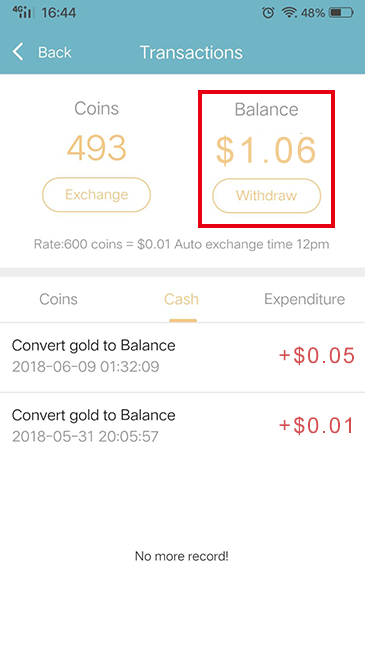 4G 16:44 48%
Back Transactions
Coins Balance
493 $1.06
Exchange Withdraw
Rate:600 coins = $0.01 Auto exchange time 12pm
Coins Cash Expenditure
Convert gold to Balance
2018-06-09 01:32:09
+$0.05
Convert gold to Balance
2018-05-31 20:05:57
+$0.01
No more record!